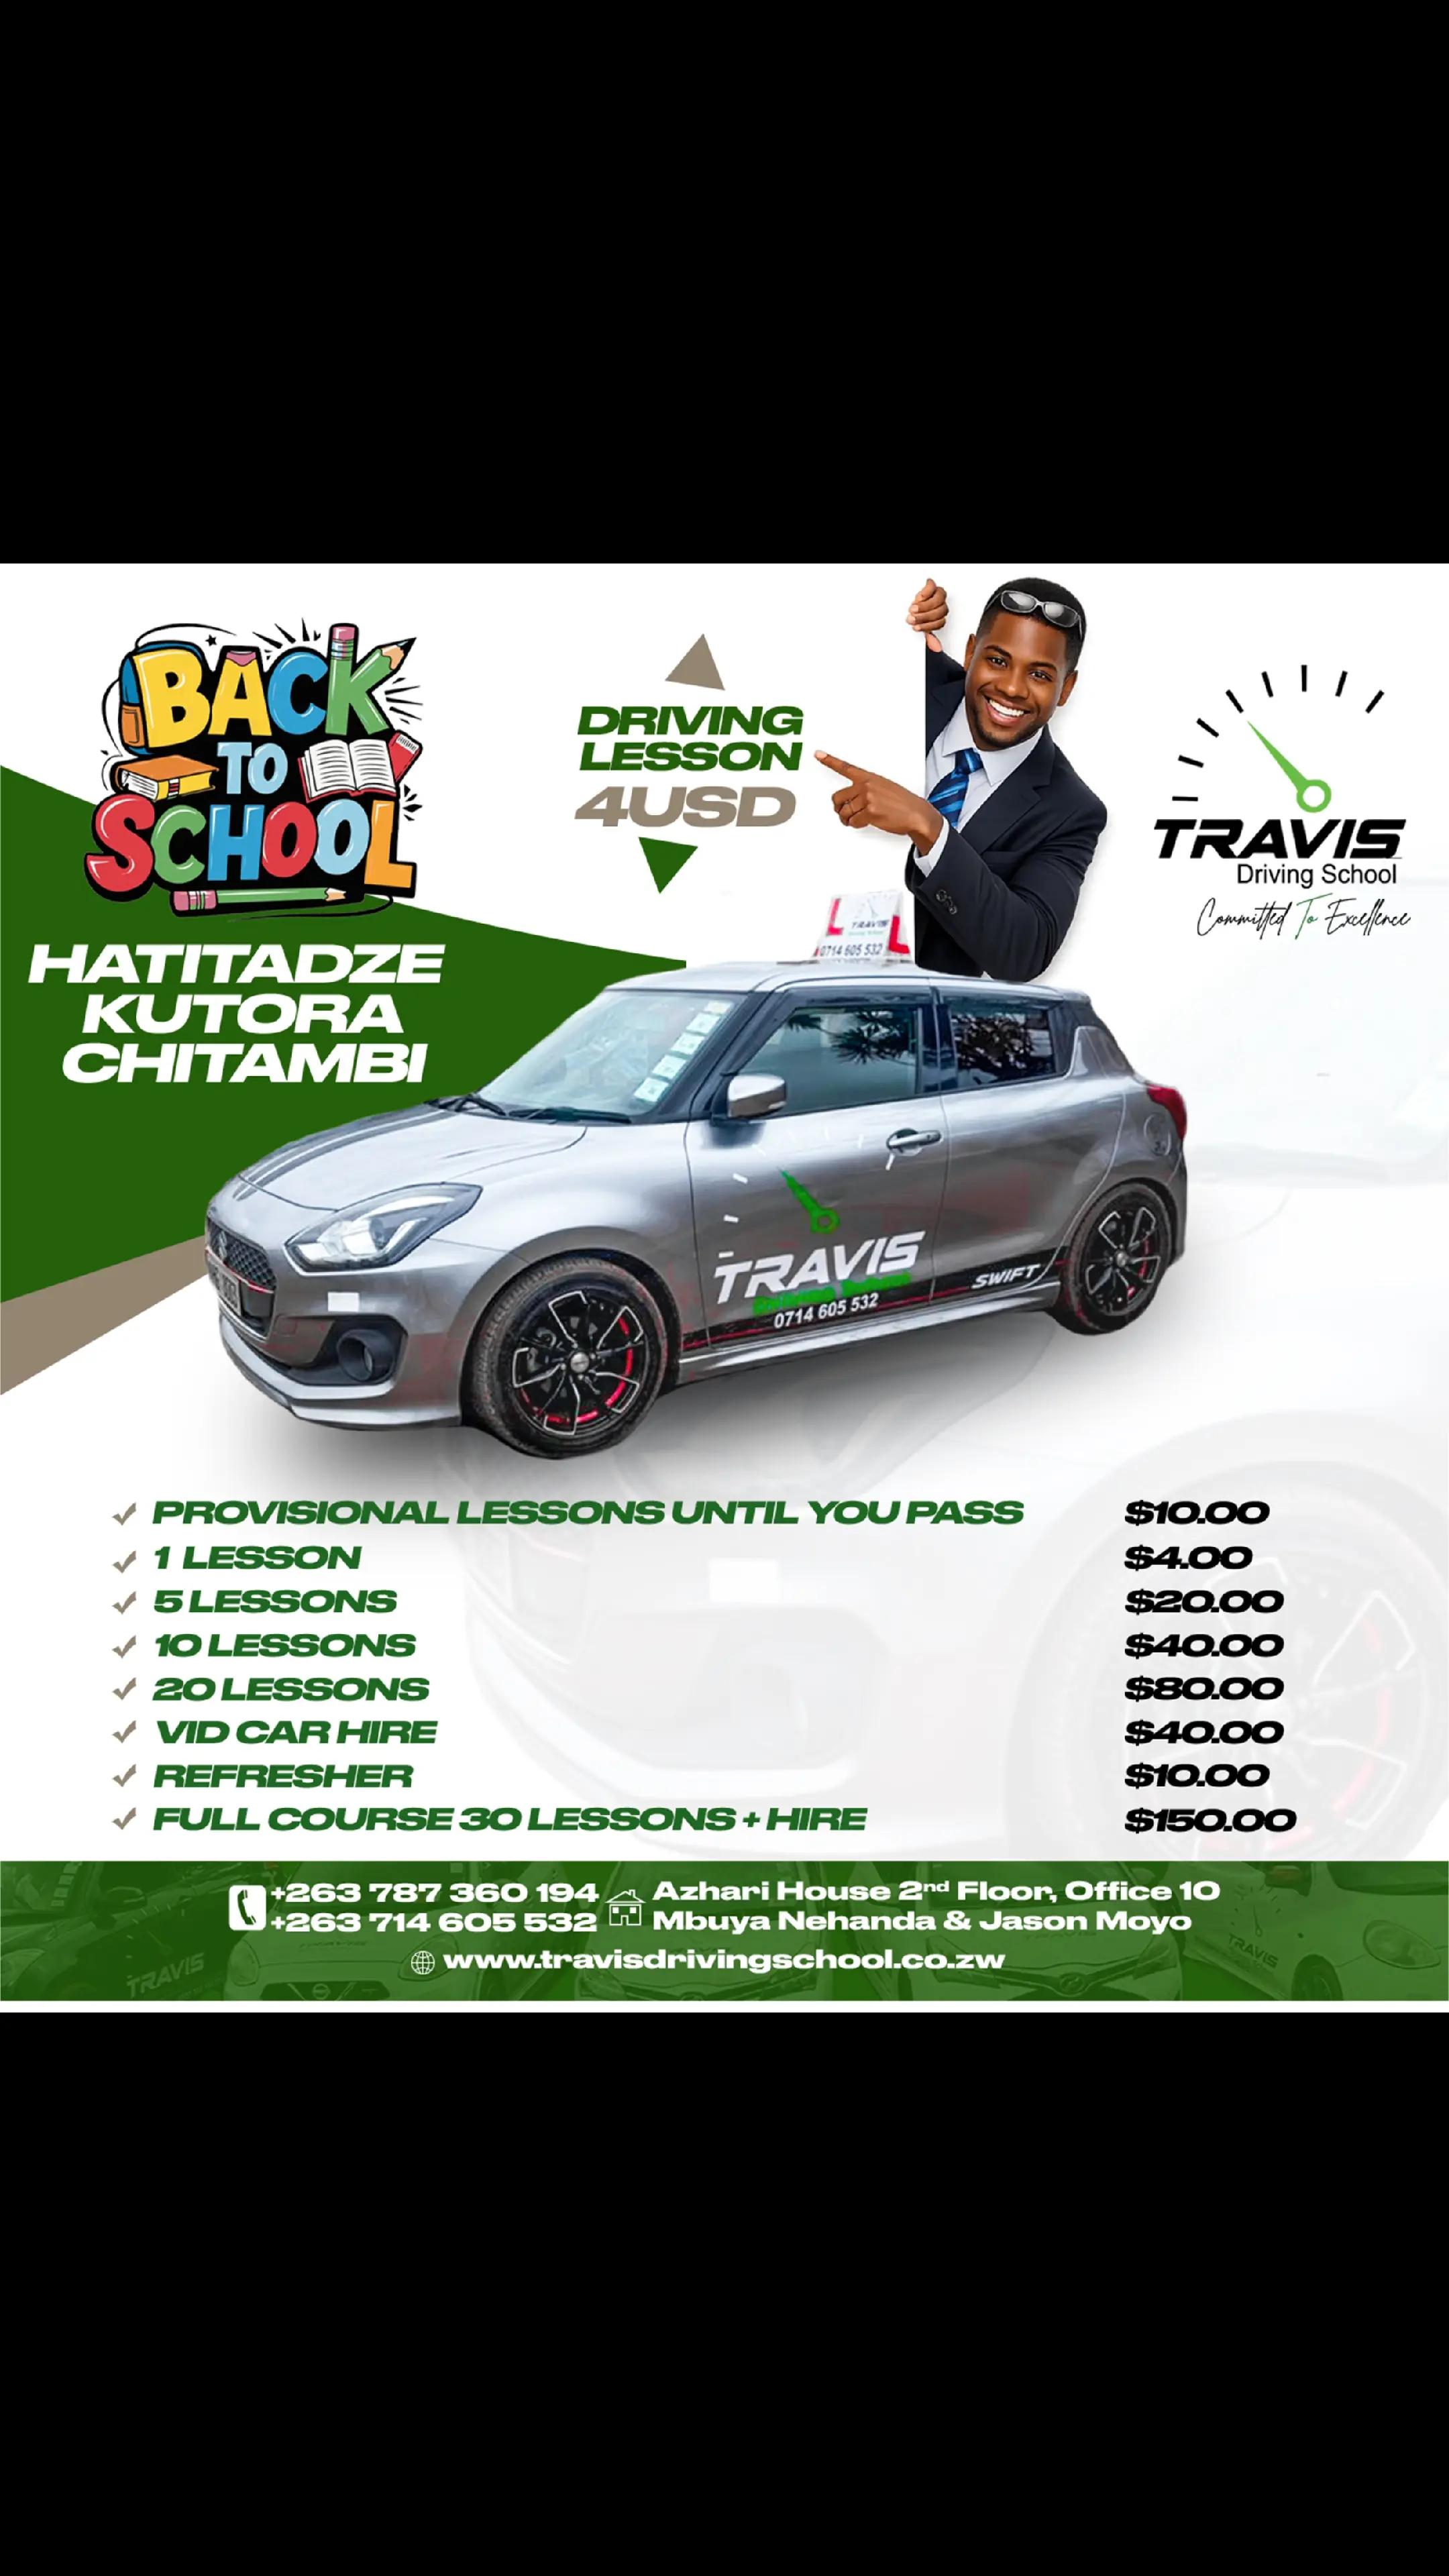 BACK
TO
SCHOOL
HATITADZE
KUTORA
CHITAMBI
DRIVING
LESSON
4USD
TRAVIS
Driving School
Committed To Excellence
L TRAVIS L
0714 605 532
TRAVIS
0714 605 532
SWIFT
PROVISIONAL LESSONS UNTIL YOU PASS $10.00
1 LESSON $4.00
5 LESSONS $20.00
10 LESSONS $40.00
20 LESSONS $80.00
VID CAR HIRE $40.00
REFRESHER $10.00
FULL COURSE 30 LESSONS + HIRE $150.00
+263 787 360 194
+263 714 605 532
Azhari House 2nd Floor, Office 10
Mbuya Nehanda & Jason Moyo
www.travisdrivingschool.co.zw
TRAVIS
TRAVIS